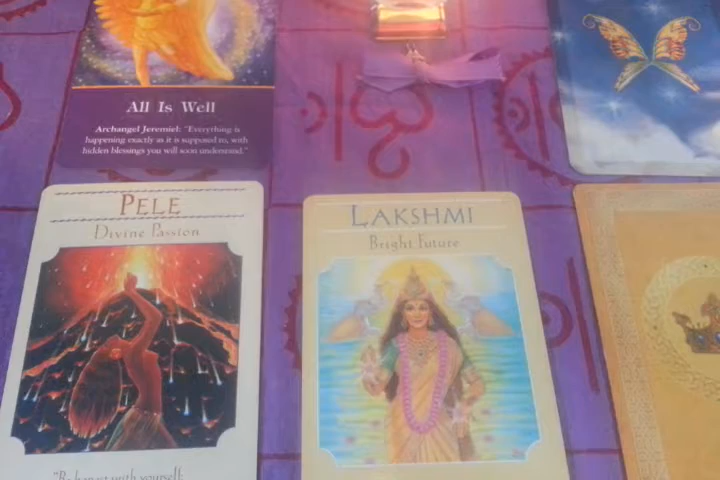 All Is Well
Archangel Jeremiel: "Everything is
happening exactly as it is supposed to, with
hidden blessings you will soon understand."
PELE
Divine Passion
LAKSHMI
Bright Future
"Be honest with yourself: